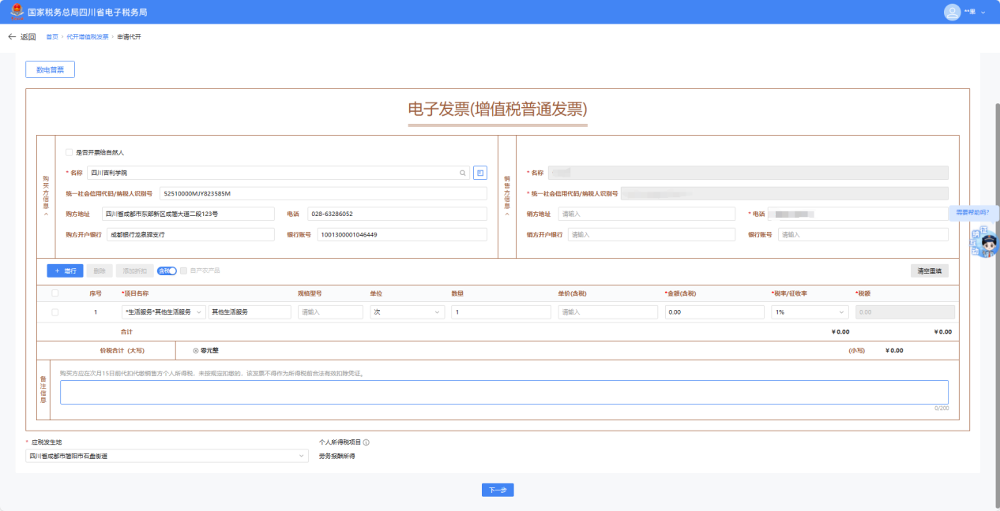 国家税务总局四川省电子税务局
**里
返回 首页 › 代开增值税发票 › 申请代开
数电普票
电子发票(增值税普通发票)
购买方信息
是否开票给自然人
* 名称 四川吉利学院
统一社会信用代码/纳税人识别号 52510000MJY823585M
购方地址 四川省成都市东部新区成简大道二段123号 电话 028-63286052
购方开户银行 成都银行龙泉驿支行 银行账号 1001300001046449
销售方信息
* 名称
* 统一社会信用代码/纳税人识别号
销方地址 请输入 * 电话
销方开户银行 请输入 银行账号 请输入
需要帮助吗?
+ 增行 删除 添加折扣 含税 自产农产品 清空重填
序号 *项目名称 规格型号 单位 数量 单价(含税) *金额(含税) *税率/征收率 *税额
1 *生活服务*其他生活服务 其他生活服务 请输入 次 1 请输入 0.00 1% 0.00
合计 ¥0.00 ¥0.00
价税合计 (大写) ⊗ 零元整 (小写) ¥0.00
备注信息
购买方应在次月15日前代扣代缴销售方个人所得税，未按规定扣缴的，该发票不得作为所得税前合法有效扣除凭证。
0/200
* 应税发生地 个人所得税项目
四川省成都市简阳市石盘街道 劳务报酬所得
下一步